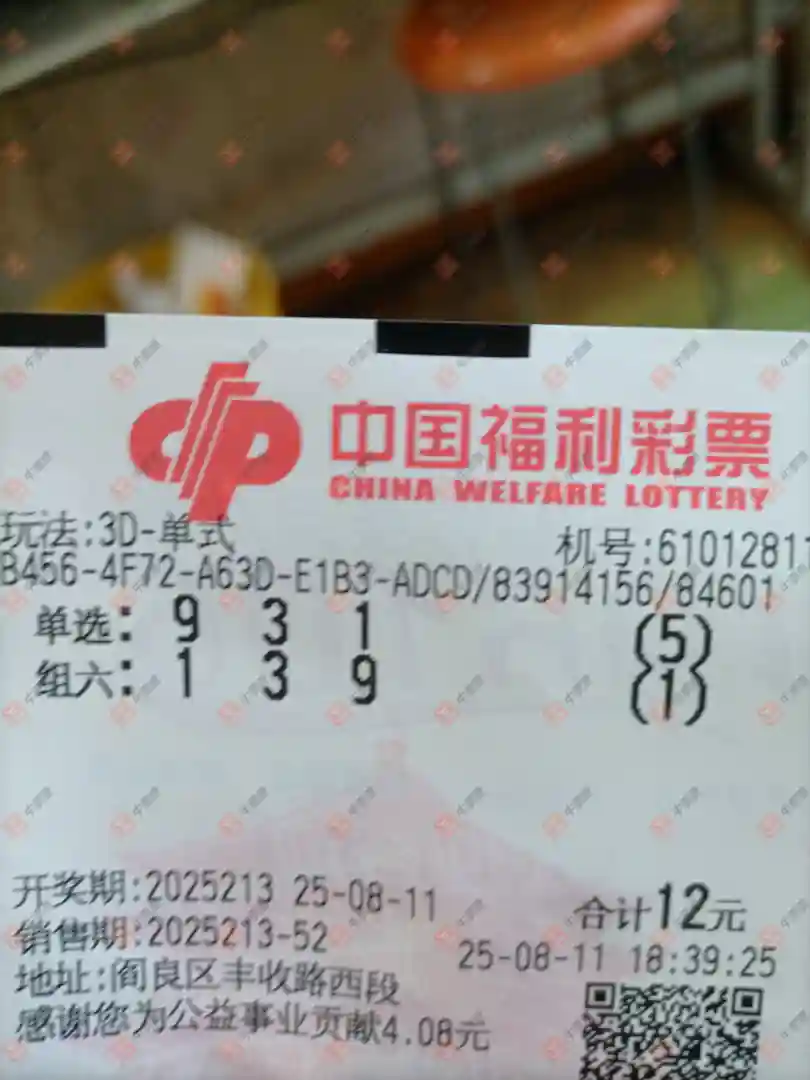 中国福利彩票
CHINA WELFARE LOTTERY
玩法:3D-单式
机号:61012811
B456-4F72-A63D-E1B3-ADCD/83914156/84601
单选: 9 3 1 (5)
组六: 1 3 9 (1)
开奖期:2025213 25-08-11
合计12元
销售期:2025213-52
25-08-11 18:39:25
地址:阎良区丰收路西段
感谢您为公益事业贡献4.08元